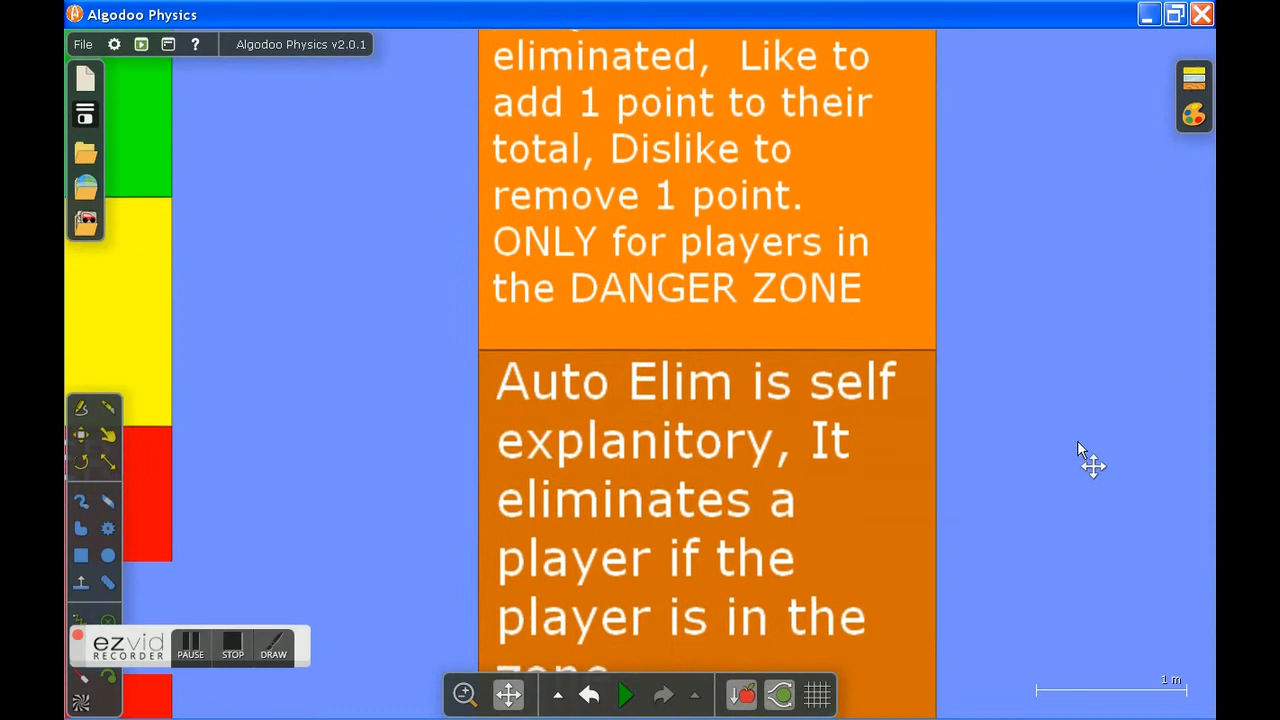 Algodoo Physics
File
Algodoo Physics v2.0.1
eliminated, Like to
add 1 point to their
total, Dislike to
remove 1 point.
ONLY for players in
the DANGER ZONE
Auto Elim is self
explanitory, It
eliminates a
player if the
player is in the
zone
ezvid
RECORDER
PAUSE
STOP
DRAW
1 m